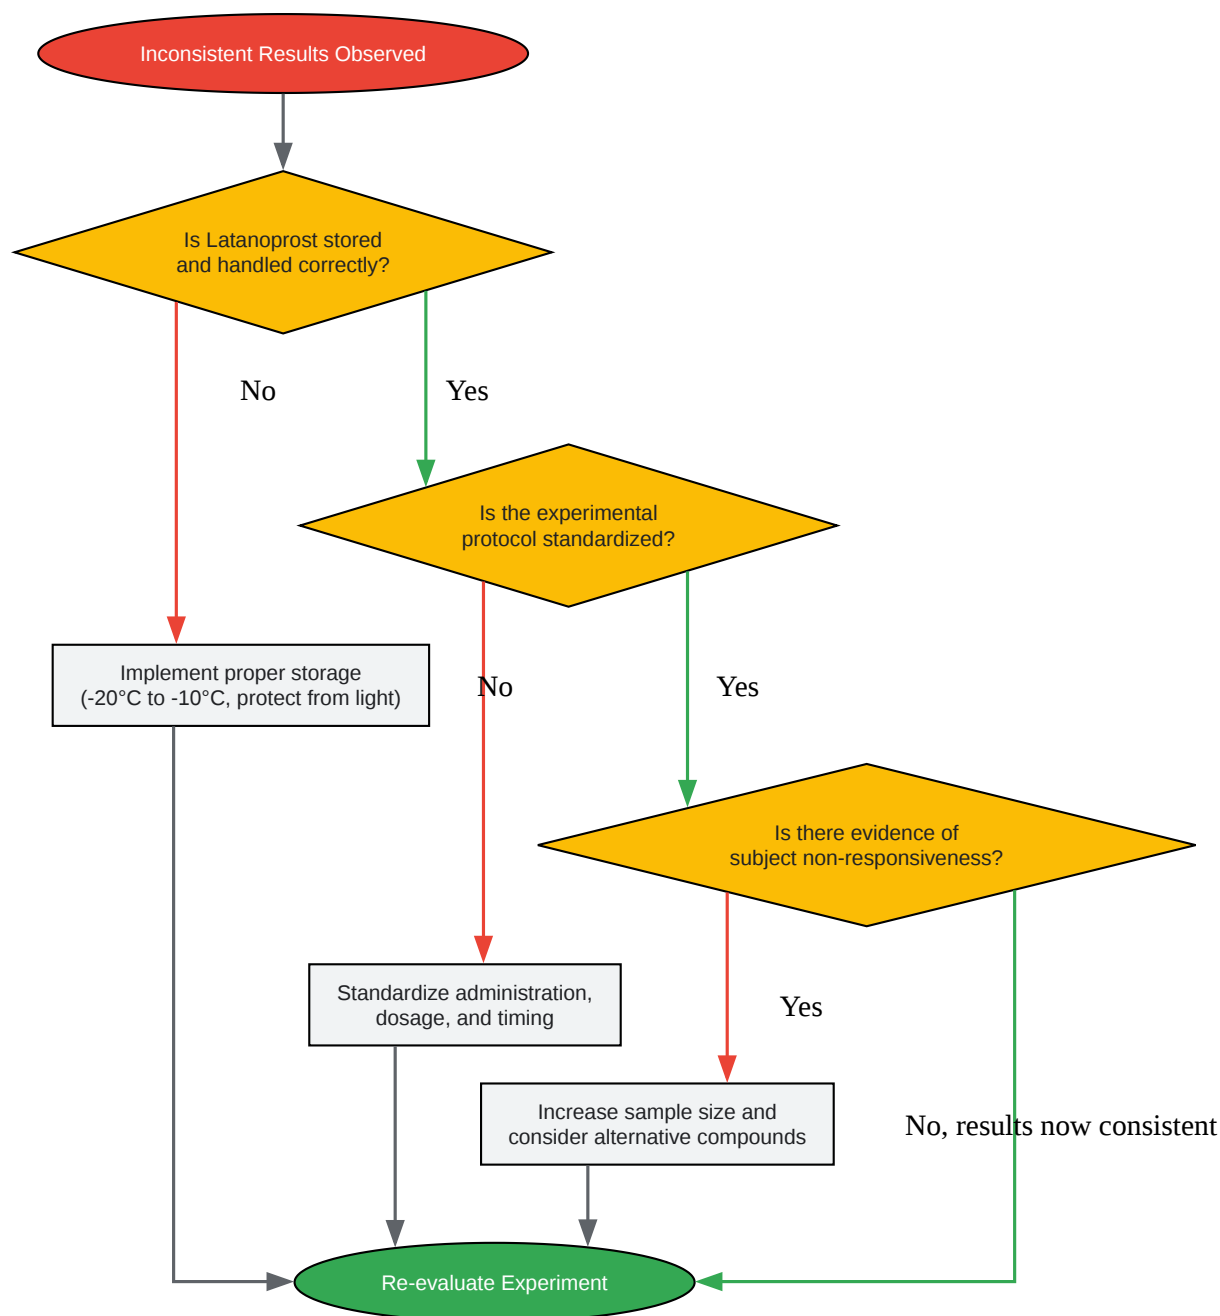 Inconsistent Results Observed
Is Latanoprost stored
and handled correctly?
No
Yes
Is the experimental
protocol standardized?
Implement proper storage
(-20°C to -10°C, protect from light)
No
Yes
Is there evidence of
subject non-responsiveness?
Standardize administration,
dosage, and timing
Yes
Increase sample size and
consider alternative compounds
No, results now consistent
Re-evaluate Experiment